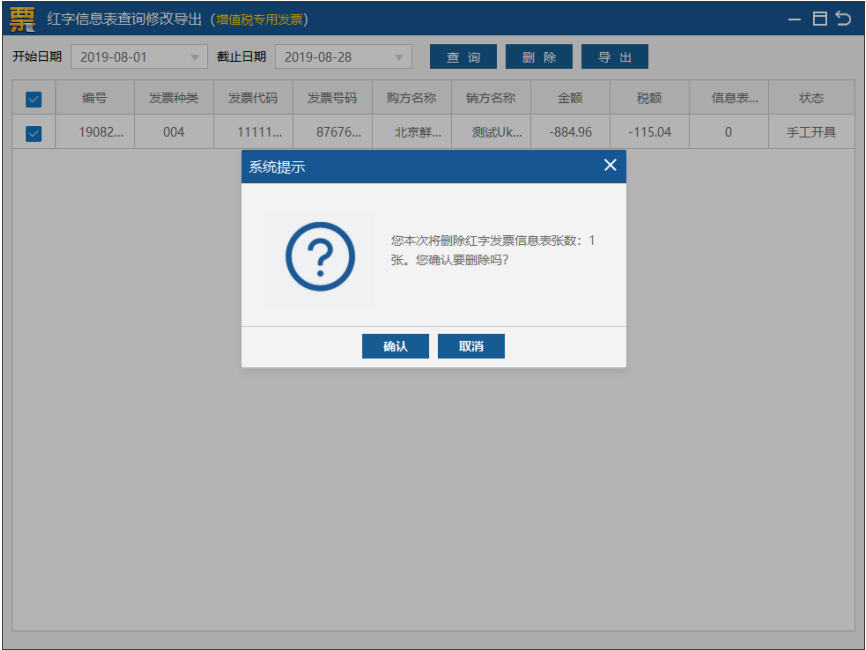 票 红字信息表查询修改导出（增值税专用发票）
开始日期 2019-08-01 截止日期 2019-08-28 查 询 删 除 导 出
编号 发票种类 发票代码 发票号码 购方名称 销方名称 金额 税额 信息表... 状态
19082... 004 11111... 87676... 北京鲜... 测试Uk... -884.96 -115.04 0 手工开具
系统提示
您本次将删除红字发票信息表张数：1
张。您确认要删除吗?
确认 取消